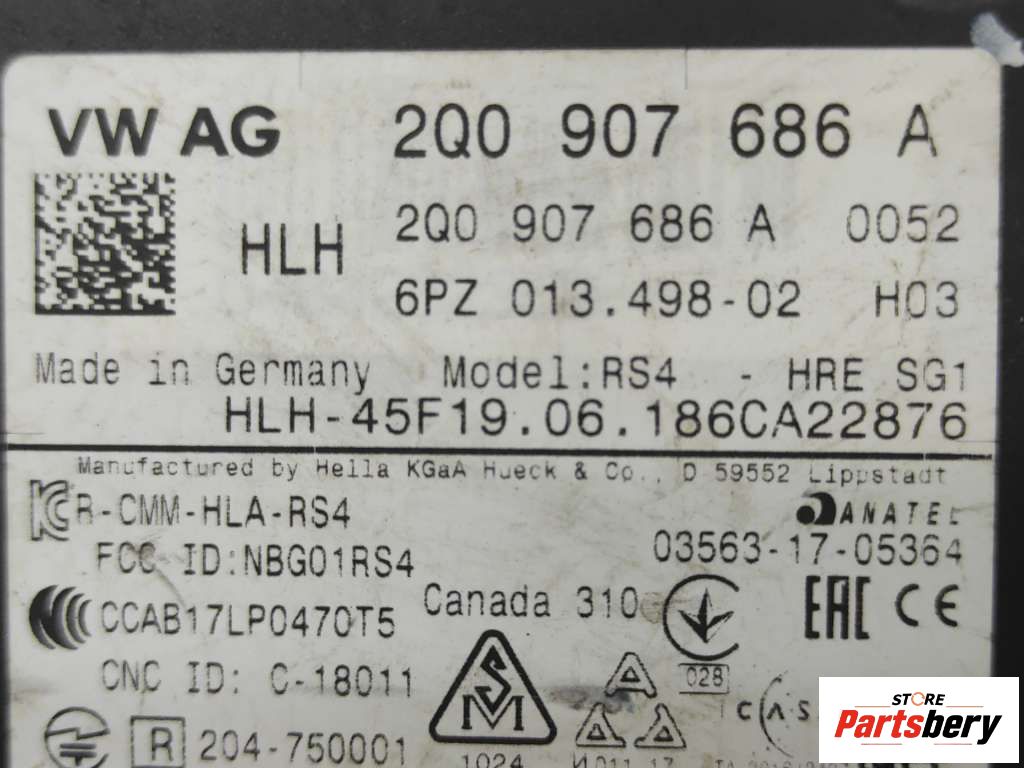 VW AG 2Q0 907 686 A
HLH 2Q0 907 686 A 0052
6PZ 013.498-02 H03
Made in Germany Model:RS4 - HRE SG1
HLH-45F19.06.186CA22876
Manufactured by Hella KGaA Hueck & Co., D 59552 Lippstadt
R-CMM-HLA-RS4 ANATEL
FCC ID:NBG01RS4 03563-17-05364
CCAB17LP0470T5 Canada 310 EAC CE
CNC ID: C-18011 028
R 204-750001
1024
STORE
Partsbery